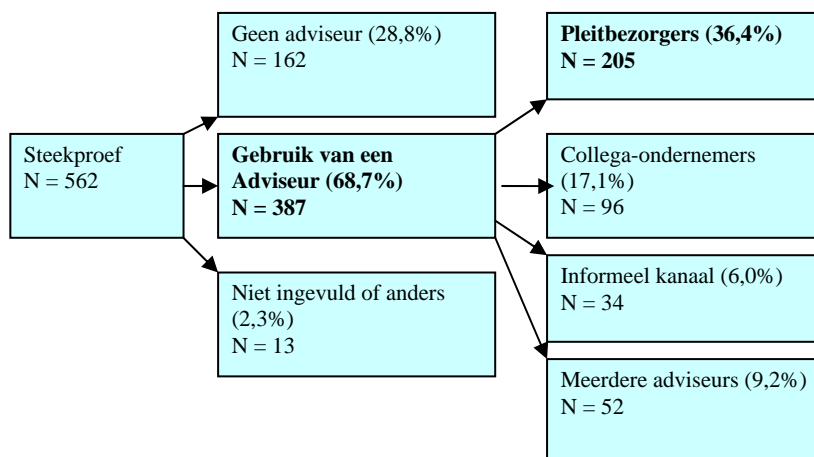 Steekproef
N = 562
Geen adviseur (28,8%)
N = 162
Gebruik van een
Adviseur (68,7%)
N = 387
Niet ingevuld of anders
(2,3%)
N = 13
Pleitbezorgers (36,4%)
N = 205
Collega-ondernemers
(17,1%)
N = 96
Informeel kanaal (6,0%)
N = 34
Meerdere adviseurs (9,2%)
N = 52